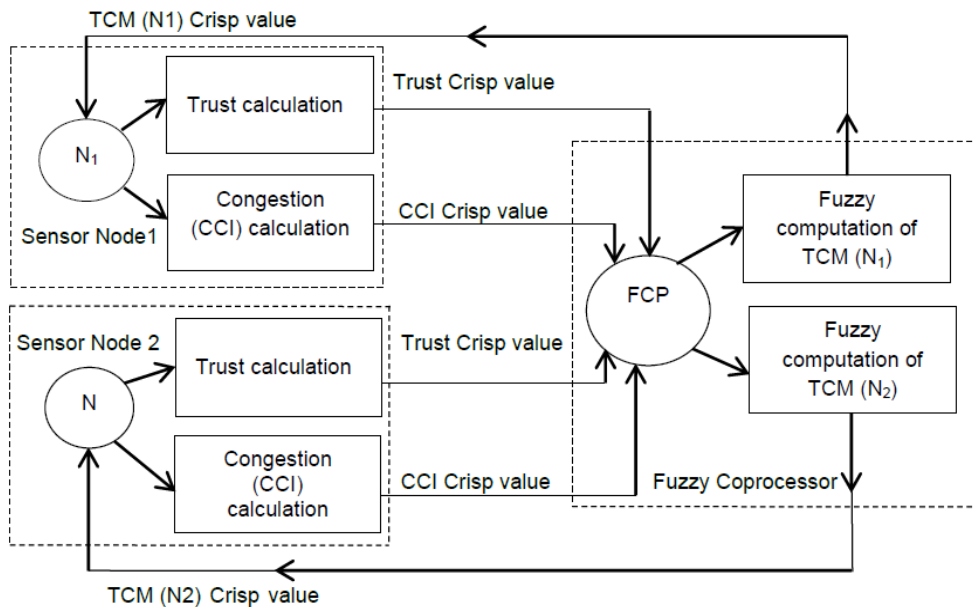 TCM (N1) Crisp value
Trust calculation
Trust Crisp value
N1
Congestion
(CCI) calculation
CCI Crisp value
Sensor Node1
Fuzzy
computation of
TCM (N1)
FCP
Sensor Node 2
Trust calculation
Trust Crisp value
Fuzzy
computation of
TCM (N2)
N
Congestion
(CCI)
calculation
CCI Crisp value
Fuzzy Coprocessor
TCM (N2) Crisp value